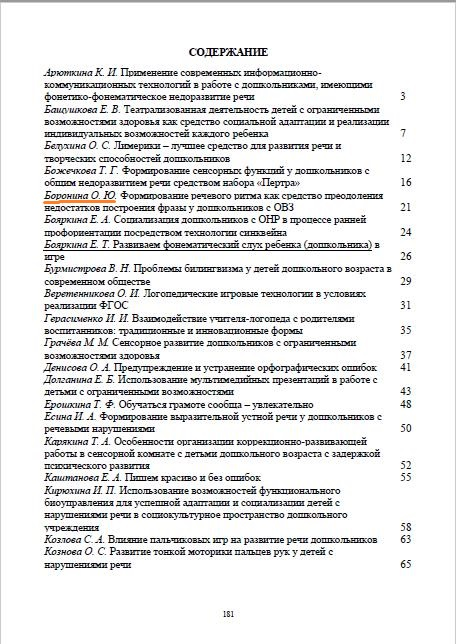 СОДЕРЖАНИЕ
Арюткина К. И. Применение современных информационно-
коммуникационных технологий в работе с дошкольниками, имеющими
фонетико-фонематическое недоразвитие речи 3
Бащушкова Е. В. Театрализованная деятельность детей с ограниченными
возможностями здоровья как средство социальной адаптации и реализации
индивидуальных возможностей каждого ребенка 7
Белухина О. С. Лимерики – лучшее средство для развития речи и
творческих способностей дошкольников 12
Божечкова Т. Г. Формирование сенсорных функций у дошкольников с
общим недоразвитием речи средством набора «Пертра» 16
Боронина О. Ю. Формирование речевого ритма как средство преодоления
недостатков построения фразы у дошкольников с ОВЗ 21
Бояркина Е. А. Социализация дошкольников с ОНР в процессе ранней
профориентации посредством технологии синквейна 24
Бояркина Е. Т. Развиваем фонематический слух ребенка (дошкольника) в
игре 26
Бурмистрова В. Н. Проблемы билингвизма у детей дошкольного возраста в
современном обществе 29
Веретенникова О. И. Логопедические игровые технологии в условиях
реализации ФГОС 31
Герасименко И. И. Взаимодействие учителя-логопеда с родителями
воспитанников: традиционные и инновационные формы 35
Грачёва М. М. Сенсорное развитие дошкольников с ограниченными
возможностями здоровья 37
Денисова О. А. Предупреждение и устранение орфографических ошибок 41
Долганина Е. Б. Использование мультимедийных презентаций в работе с
детьми с ограниченными возможностями 43
Ерошкина Т. Ф. Обучаться грамоте сообща – увлекательно 48
Есина И. А. Формирование выразительной устной речи у дошкольников с
речевыми нарушениями 50
Карякина Т. А. Особенности организации коррекционно-развивающей
работы в сенсорной комнате с детьми дошкольного возраста с задержкой
психического развития 52
Каштанова Е. А. Пишем красиво и без ошибок 55
Кирюхина И. П. Использование возможностей функционального
биоуправления для успешной адаптации и социализации детей с
нарушениями речи в социокультурное пространство дошкольного
учреждения 58
Козлова С. А. Влияние пальчиковых игр на развитие речи дошкольников 63
Кознова О. С. Развитие тонкой моторики пальцев рук у детей с
нарушениями речи 65
181